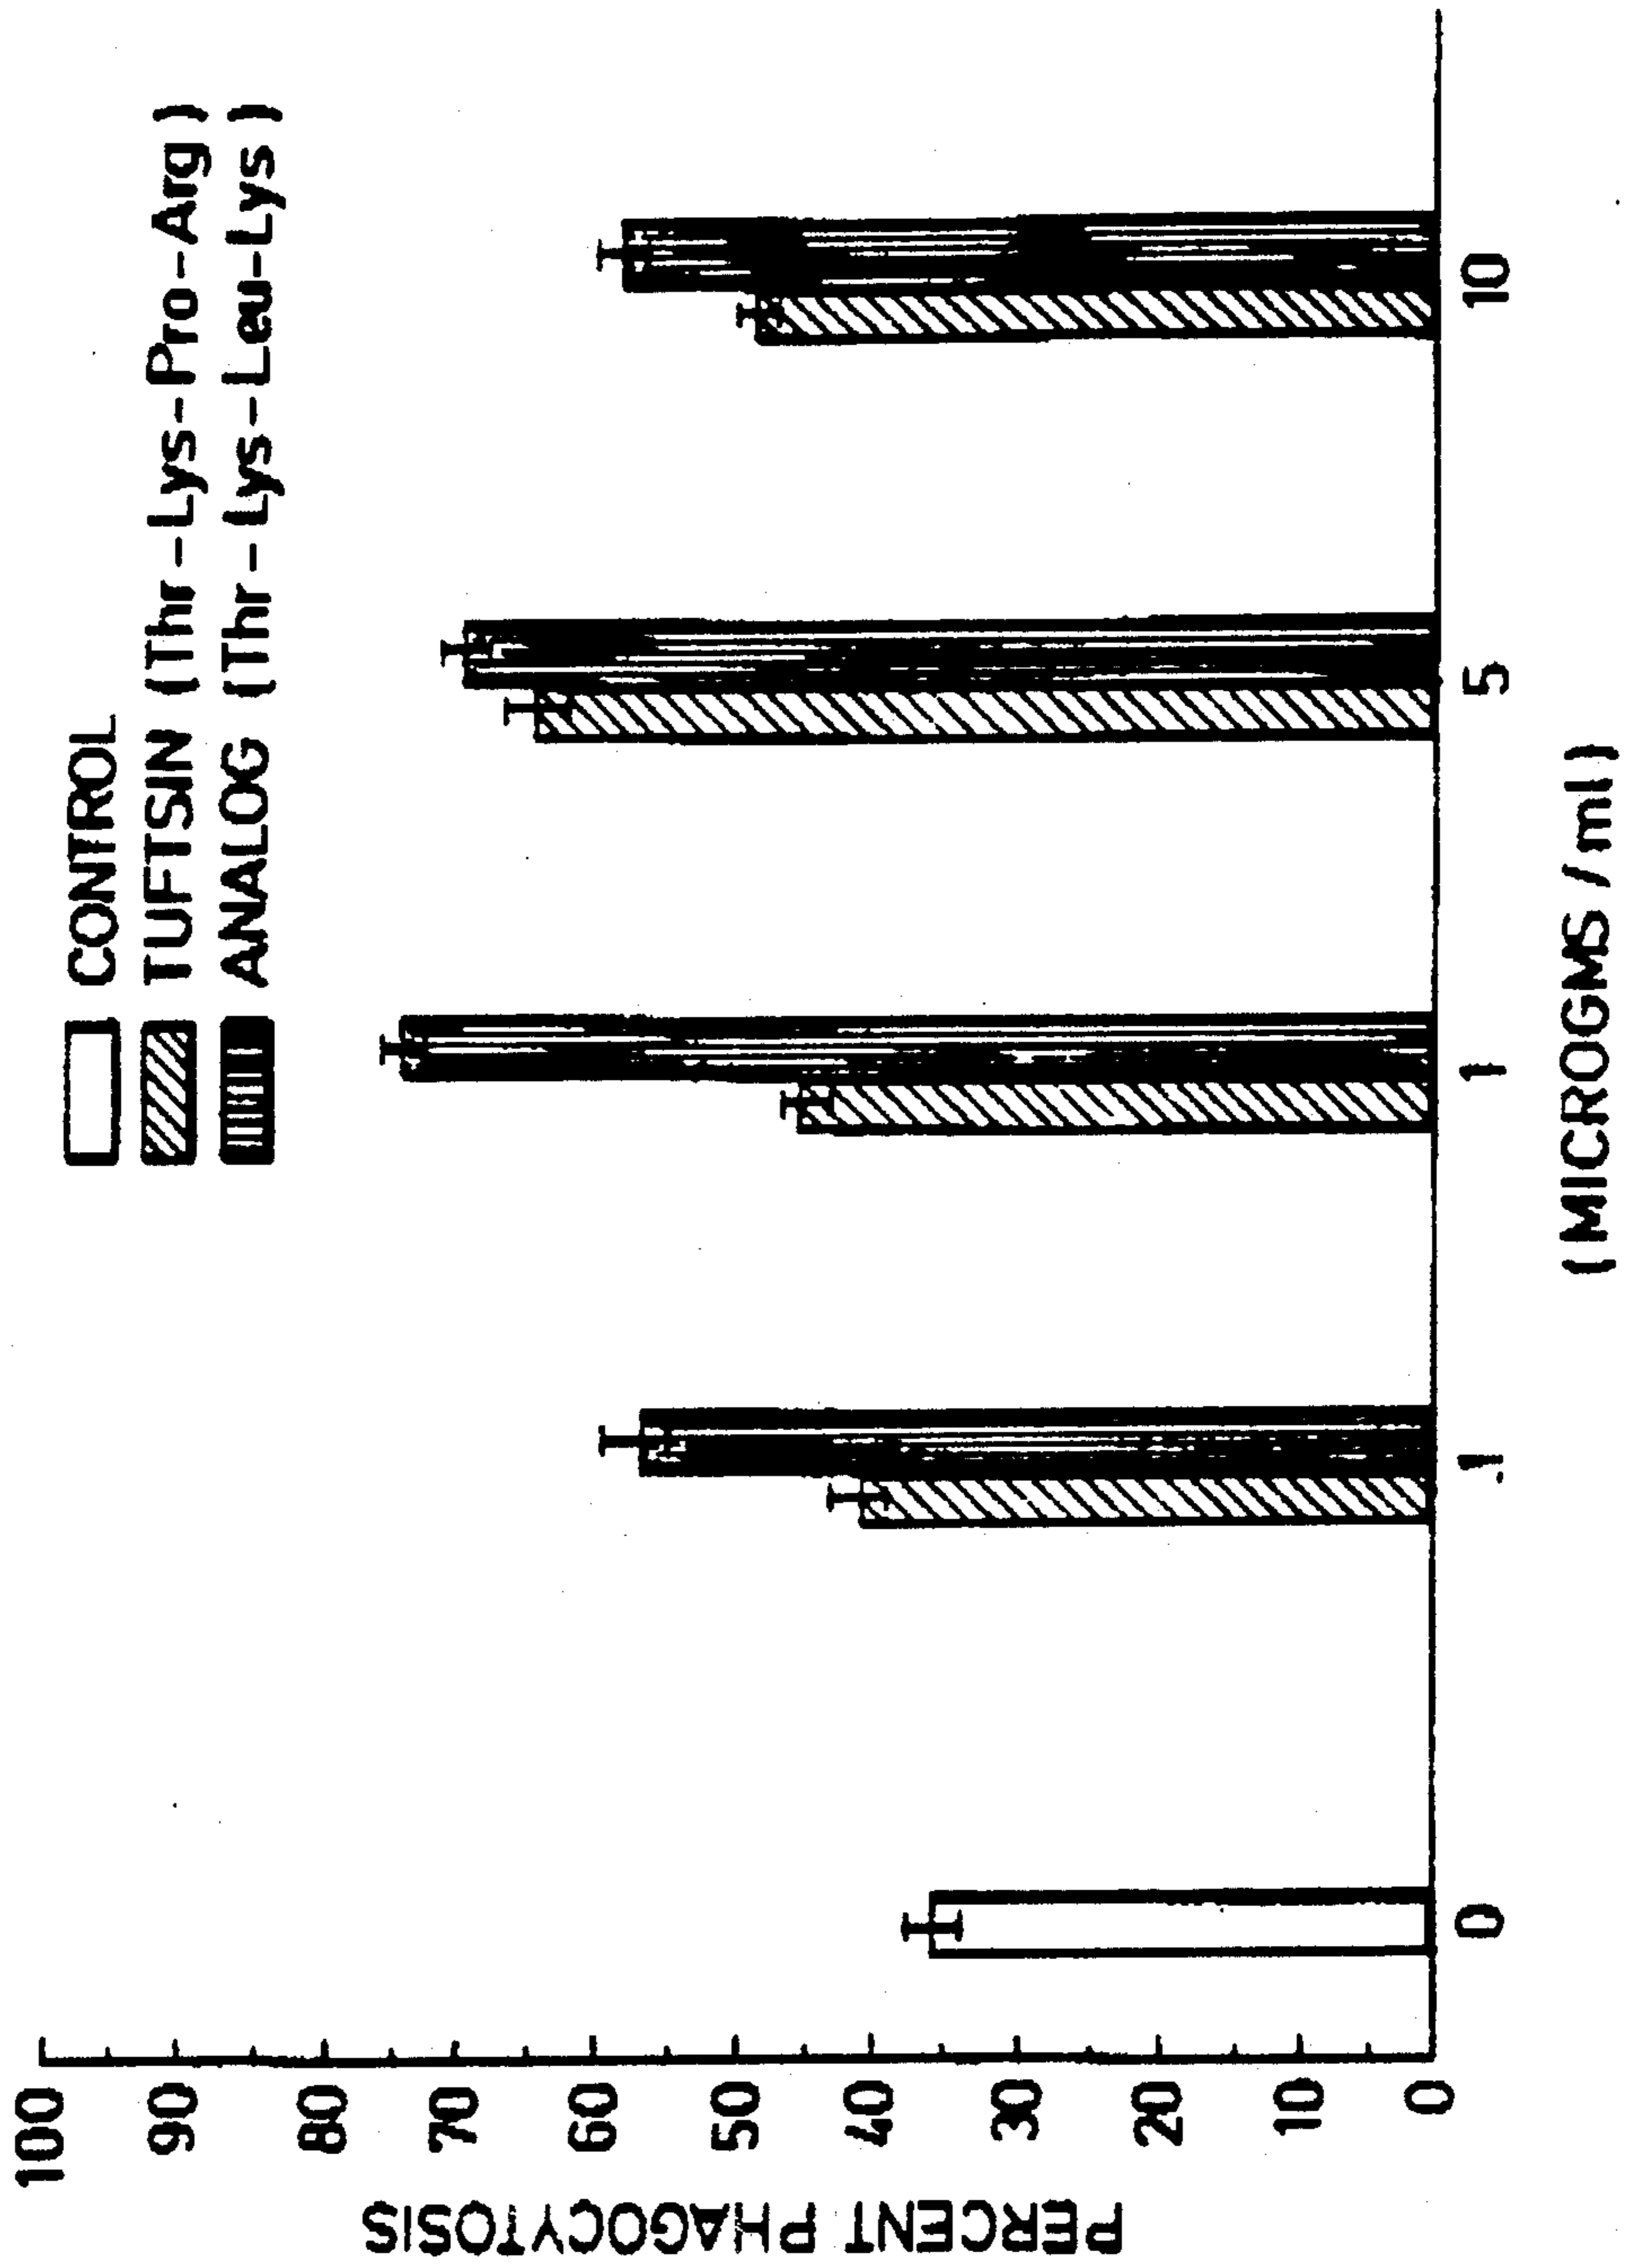 CONTROL
TUFTSIN (Thr-Lys-Pro-Arg)
ANALOG (Thr-Lys-Leu-Lys)
PERCENT PHAGOCYTOSIS
100
90
80
70
60
50
40
30
20
10
0
0 .1 1 5 10
(MICROGMS/ml)